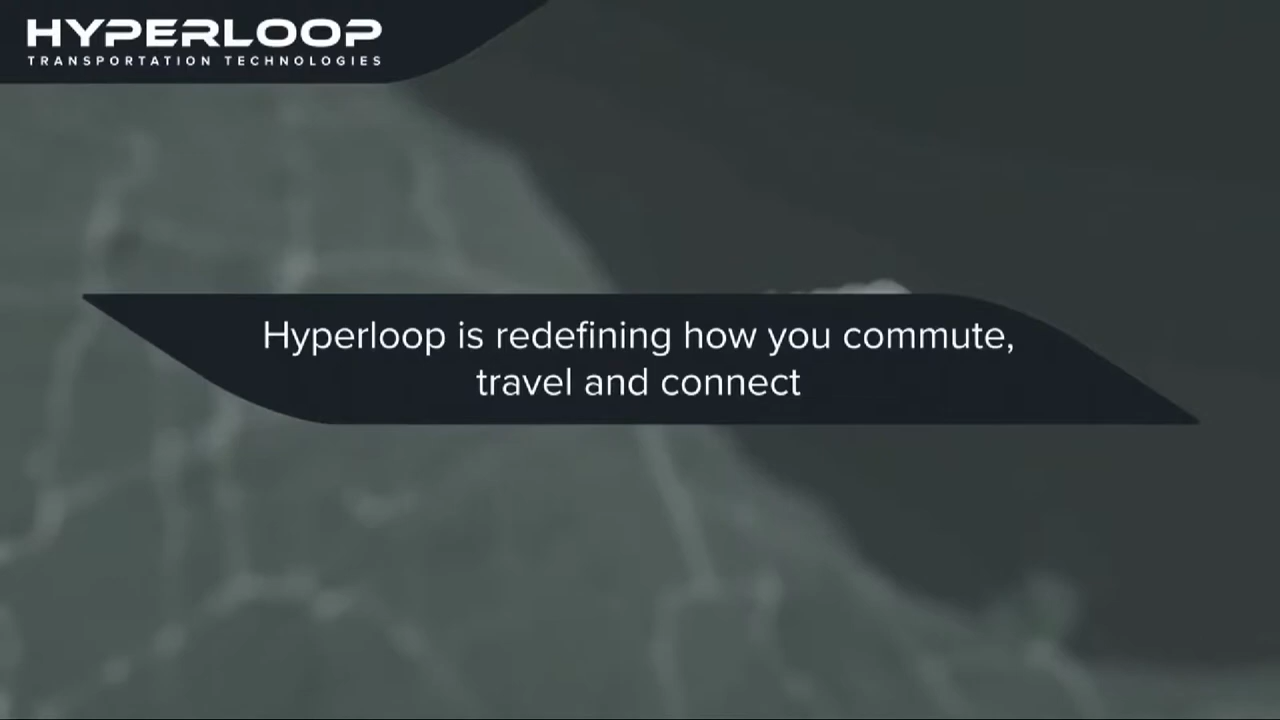 HYPERLOOP
TRANSPORTATION TECHNOLOGIES
Hyperloop is redefining how you commute,
travel and connect